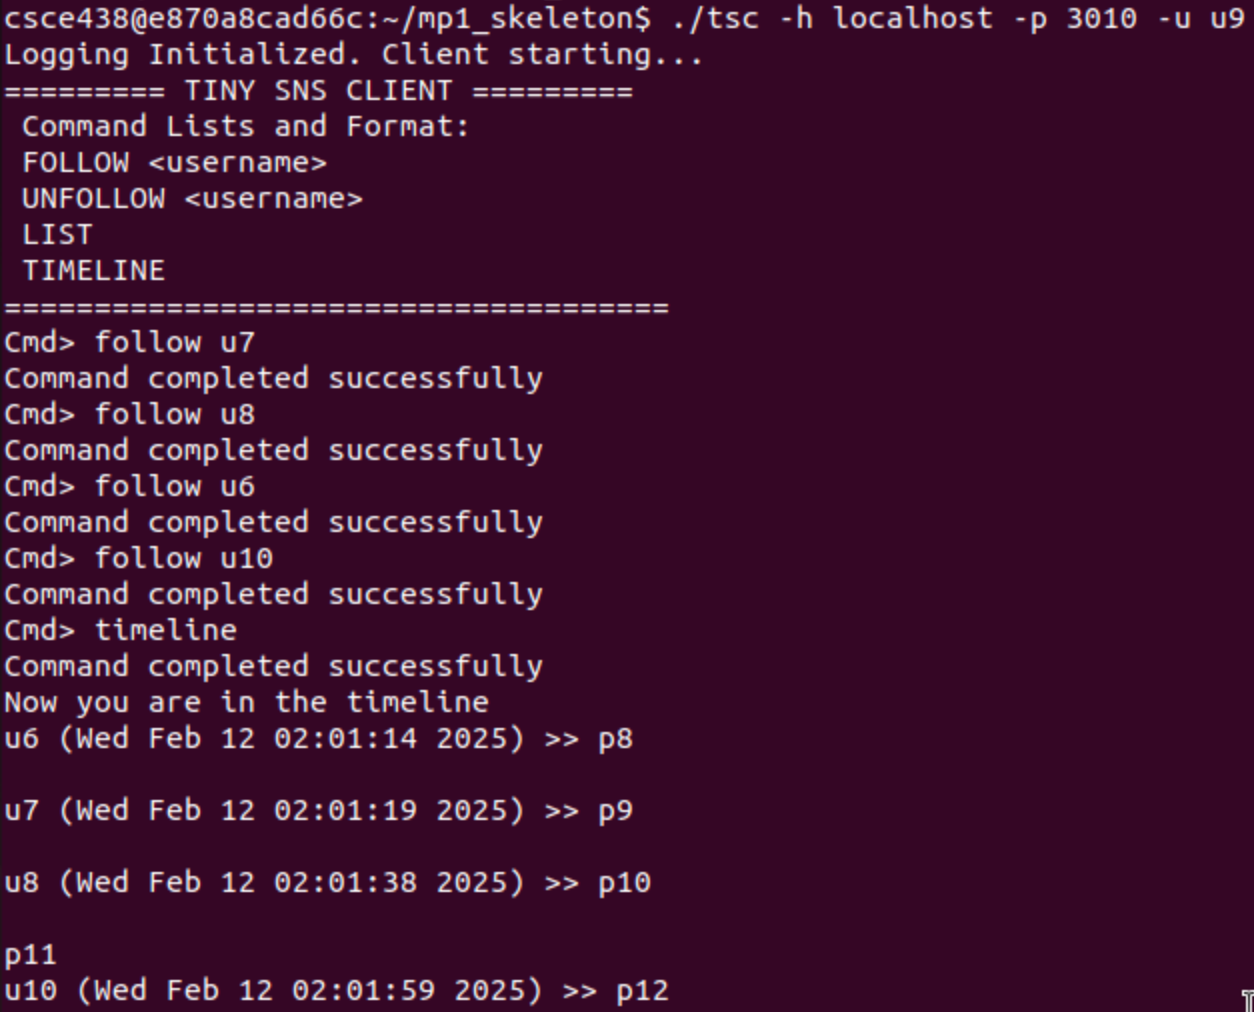 csce438@e870a8cad66c:~/mp1_skeleton$ ./tsc -h localhost -p 3010 -u u9
Logging Initialized. Client starting...
========= TINY SNS CLIENT =========
 Command Lists and Format:
 FOLLOW <username>
 UNFOLLOW <username>
 LIST
 TIMELINE
=====================================
Cmd> follow u7
Command completed successfully
Cmd> follow u8
Command completed successfully
Cmd> follow u6
Command completed successfully
Cmd> follow u10
Command completed successfully
Cmd> timeline
Command completed successfully
Now you are in the timeline
u6 (Wed Feb 12 02:01:14 2025) >> p8
u7 (Wed Feb 12 02:01:19 2025) >> p9
u8 (Wed Feb 12 02:01:38 2025) >> p10
p11
u10 (Wed Feb 12 02:01:59 2025) >> p12